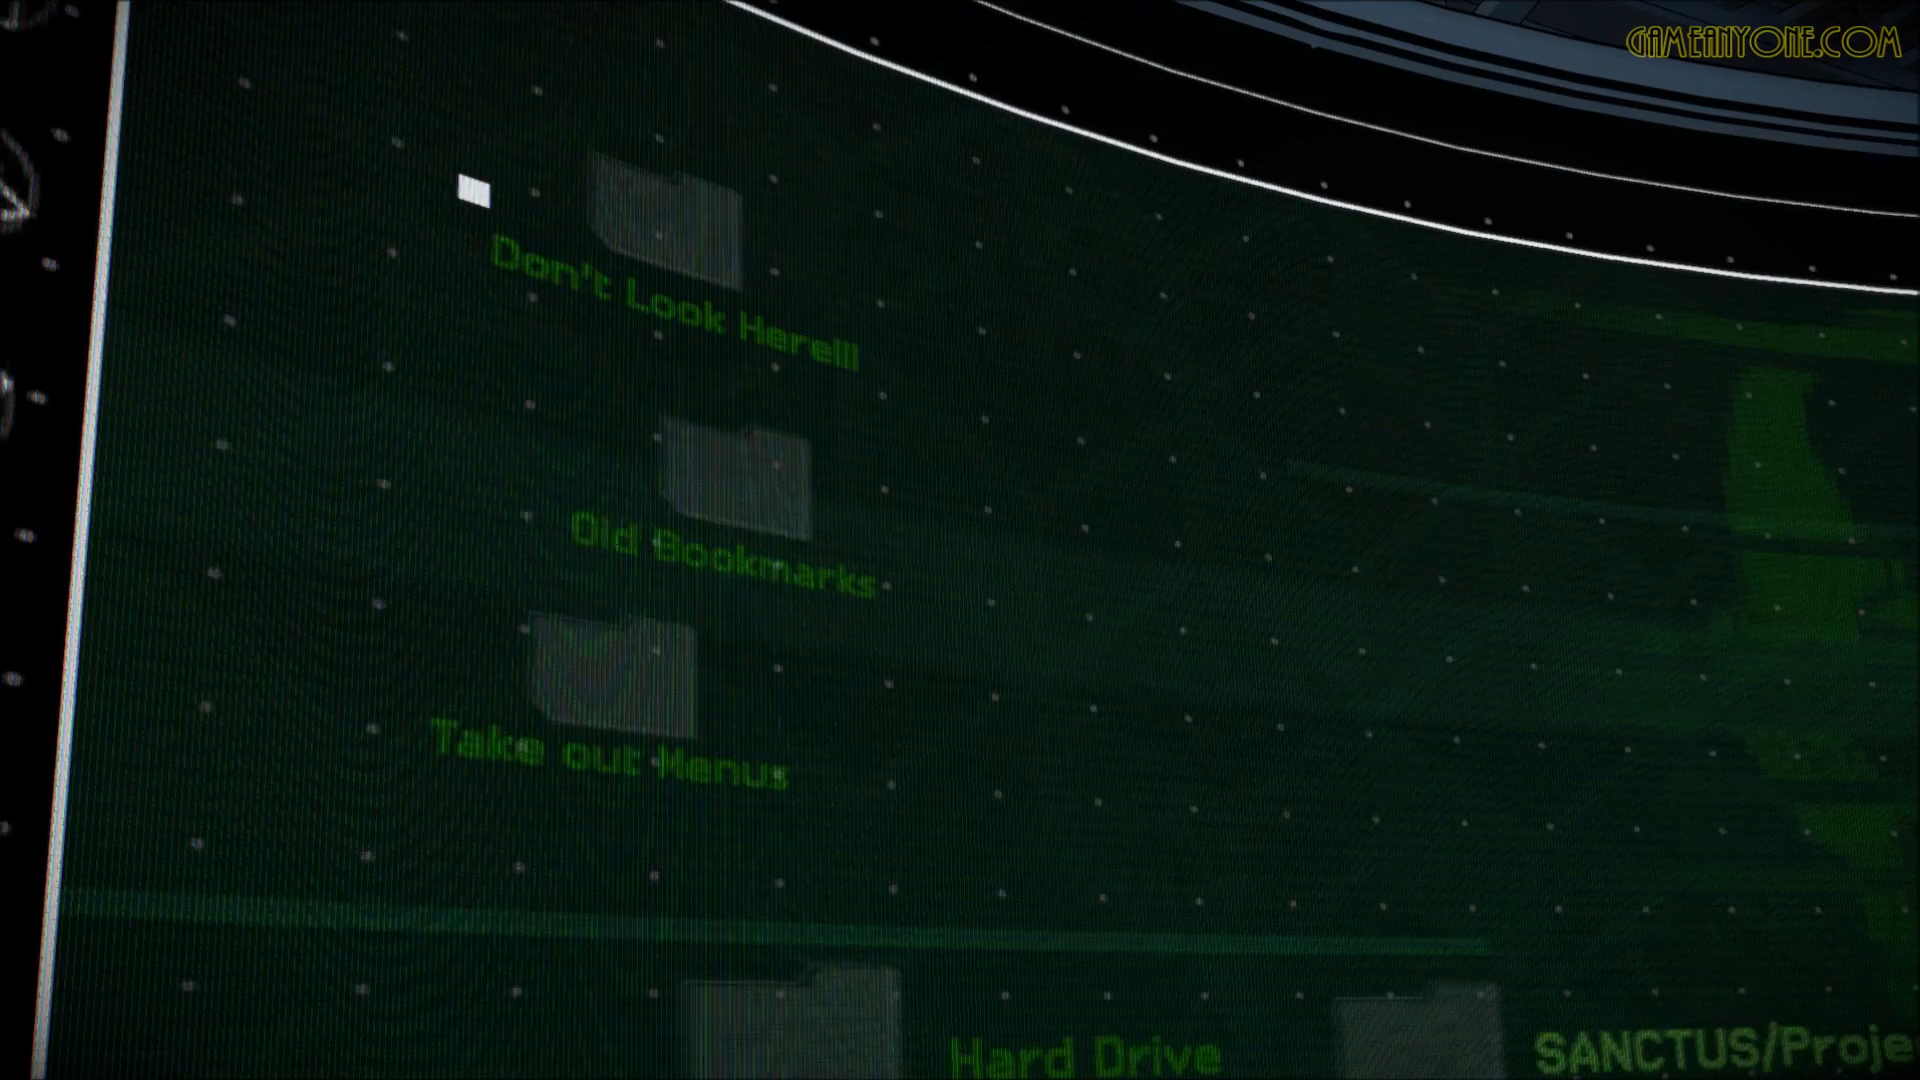 GAMEANYONE.COM
Don't Look Here!!!
Old Bookmarks
Take out Menus
Hard Drive
SANCTUS/Proje